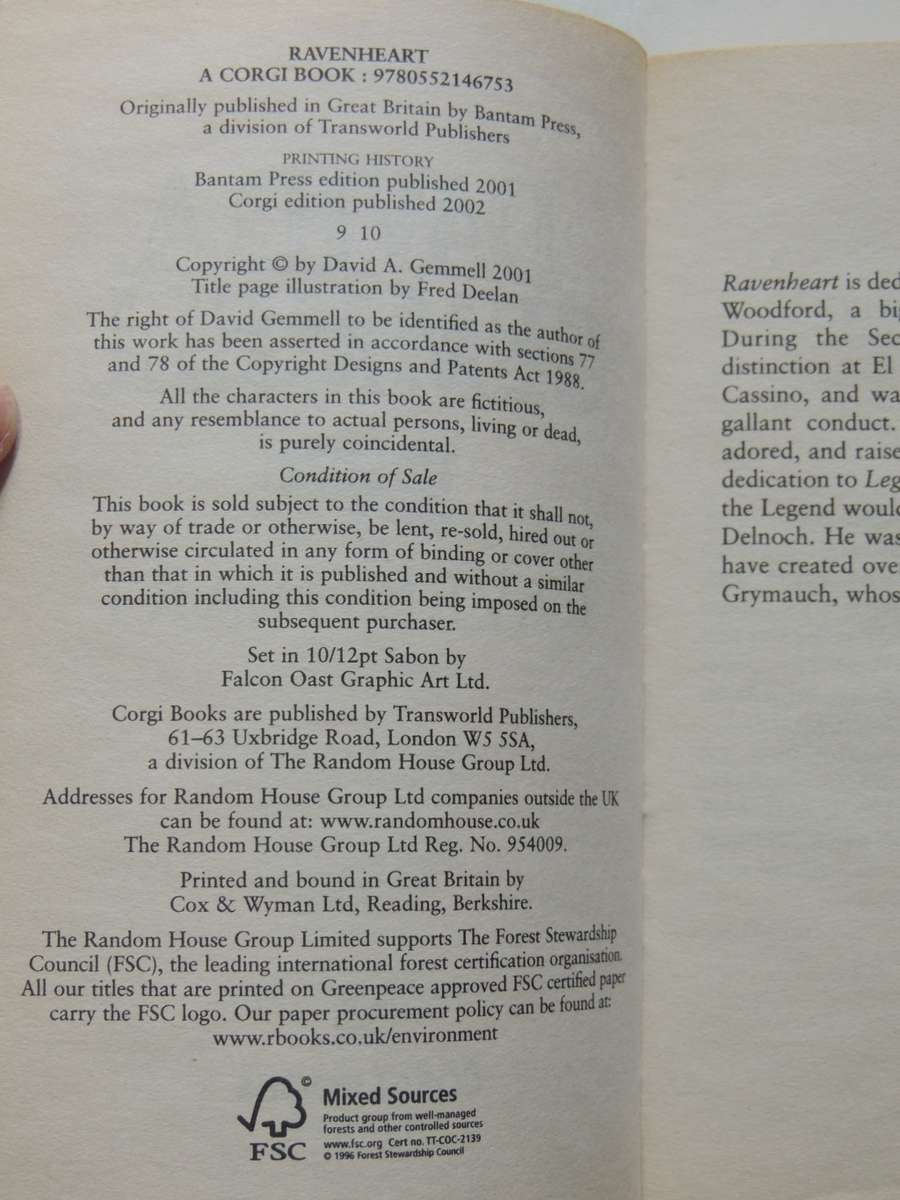 RAVENHEART
A CORGI BOOK : 9780552146753
Originally published in Great Britain by Bantam Press,
a division of Transworld Publishers
PRINTING HISTORY
Bantam Press edition published 2001
Corgi edition published 2002
9 10
Copyright © by David A. Gemmell 2001
Title page illustration by Fred Deelan
The right of David Gemmell to be identified as the author of
this work has been asserted in accordance with sections 77
and 78 of the Copyright Designs and Patents Act 1988.
All the characters in this book are fictitious,
and any resemblance to actual persons, living or dead,
is purely coincidental.
Condition of Sale
This book is sold subject to the condition that it shall not,
by way of trade or otherwise, be lent, re-sold, hired out or
otherwise circulated in any form of binding or cover other
than that in which it is published and without a similar
condition including this condition being imposed on the
subsequent purchaser.
Set in 10/12pt Sabon by
Falcon Oast Graphic Art Ltd.
Corgi Books are published by Transworld Publishers,
61–63 Uxbridge Road, London W5 5SA,
a division of The Random House Group Ltd.
Addresses for Random House Group Ltd companies outside the UK
can be found at: www.randomhouse.co.uk
The Random House Group Ltd Reg. No. 954009.
Printed and bound in Great Britain by
Cox & Wyman Ltd, Reading, Berkshire.
The Random House Group Limited supports The Forest Stewardship
Council (FSC), the leading international forest certification organisation.
All our titles that are printed on Greenpeace approved FSC certified paper
carry the FSC logo. Our paper procurement policy can be found at:
www.rbooks.co.uk/environment
©
FSC
Mixed Sources
Product group from well-managed
forests and other controlled sources
www.fsc.org Cert no. TT-COC-2139
© 1996 Forest Stewardship Council
Ravenheart is ded
Woodford, a big
During the Sec
distinction at El
Cassino, and wa
gallant conduct.
adored, and raise
dedication to Leg
the Legend would
Delnoch. He was
have created ove
Grymauch, whos